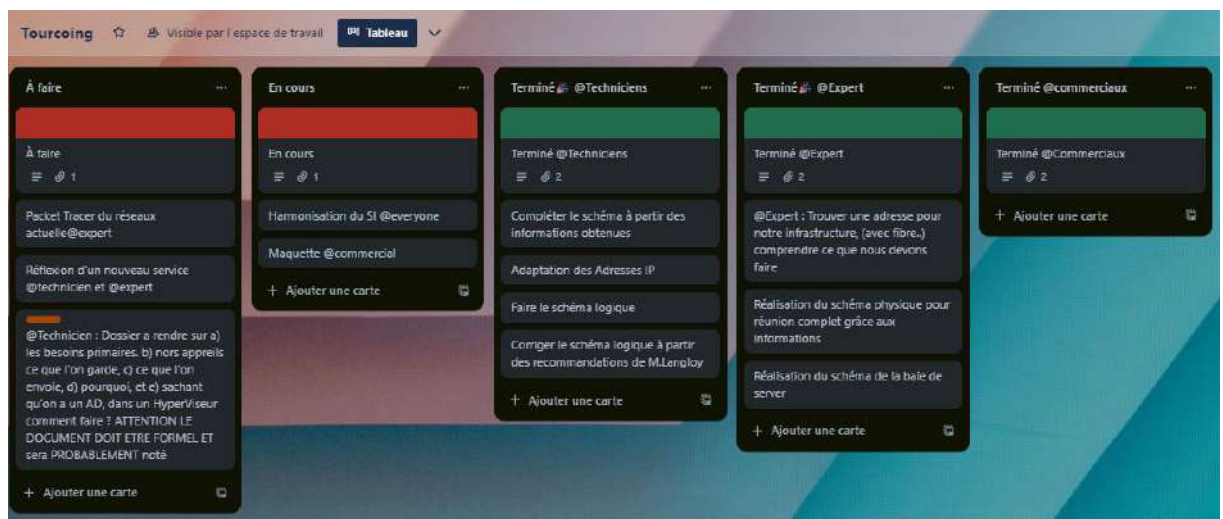 Tourcoing
Visible par l'espace de travail
Tableau
À faire
À faire
1
Packet Tracer du réseaux
actuelle@expert
Réflexion d'un nouveau service
@technicien et @expert
@Technicien : Dossier a rendre sur a)
les besoins primaires. b) nors appreils
ce que l'on garde, c) ce que l'on
envoie, d) pourquoi, et e) sachant
qu'on a un AD, dans un HyperViseur
comment faire ? ATTENTION LE
DOCUMENT DOIT ETRE FORMEL ET
sera PROBABLEMENT noté
+ Ajouter une carte
En cours
En cours
1
Harmonisation du SI @everyone
Maquette @commercial
+ Ajouter une carte
Terminé🎉 @Techniciens
Terminé @Techniciens
2
Compléter le schéma à partir des
informations obtenues
Adaptation des Adresses IP
Faire le schéma logique
Corriger le schéma logique à partir
des recommandations de M.Langloy
+ Ajouter une carte
Terminé🎉 @Expert
Terminé @Expert
2
@Expert : Trouver une adresse pour
notre infrastructure, (avec fibre..)
comprendre ce que nous devons
faire
Réalisation du schéma physique pour
réunion complet grâce aux
informations
Réalisation du schéma de la baie de
server
+ Ajouter une carte
Terminé @commerciaux
Terminé @Commerciaux
2
+ Ajouter une carte